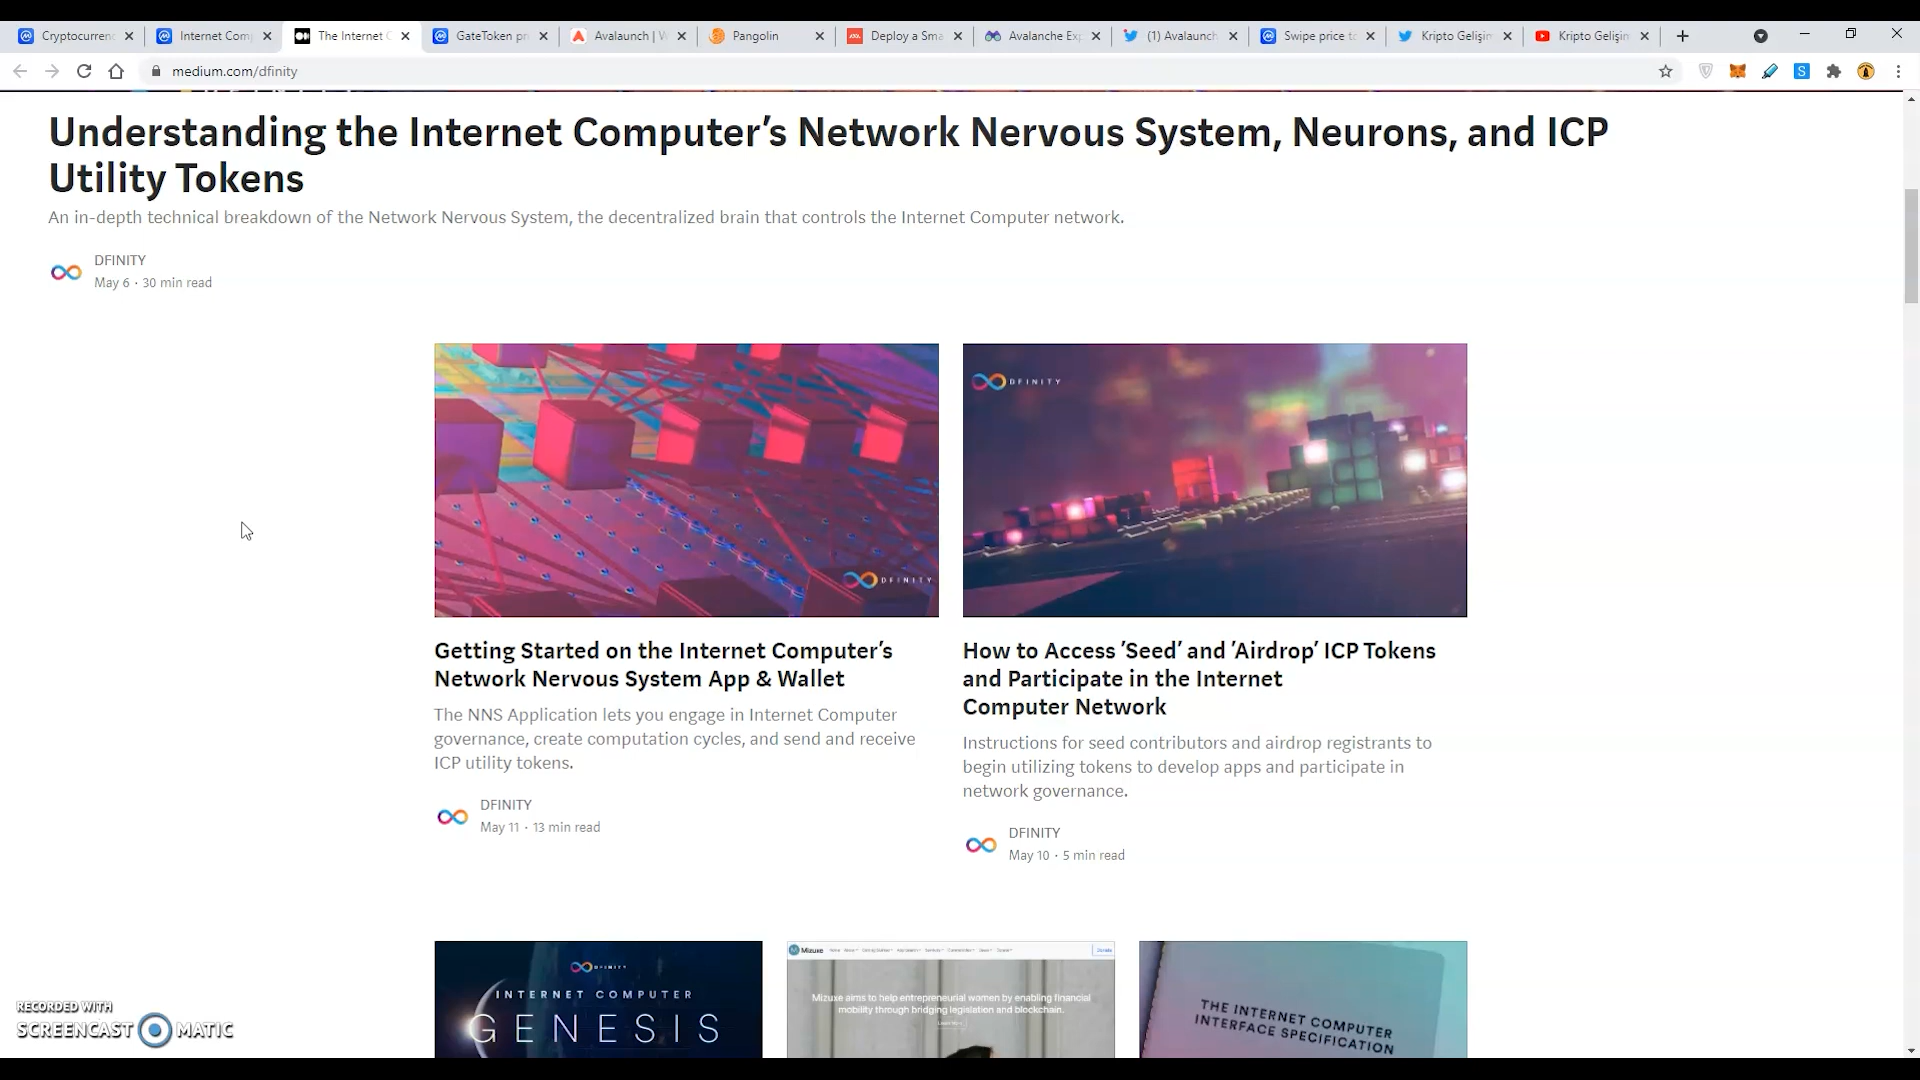 Cryptocurrenc
Internet Com
The Internet C
GateToken pr
Avalaunch | W
Pangolin
Deploy a Sma
Avalanche Exp
(1) Avalaunch
Swipe price to
Kripto Gelişim
Kripto Gelişim
medium.com/dfinity
Understanding the Internet Computer’s Network Nervous System, Neurons, and ICP
Utility Tokens
An in-depth technical breakdown of the Network Nervous System, the decentralized brain that controls the Internet Computer network.
DFINITY
May 6 · 30 min read
DFINITY
DFINITY
Getting Started on the Internet Computer’s
Network Nervous System App & Wallet
The NNS Application lets you engage in Internet Computer
governance, create computation cycles, and send and receive
ICP utility tokens.
DFINITY
May 11 · 13 min read
How to Access ‘Seed’ and ‘Airdrop’ ICP Tokens
and Participate in the Internet
Computer Network
Instructions for seed contributors and airdrop registrants to
begin utilizing tokens to develop apps and participate in
network governance.
DFINITY
May 10 · 5 min read
DFINITY
INTERNET COMPUTER
GENESIS
Mizuxe
Mizuxe aims to help entrepreneurial women by enabling financial
mobility through bridging legislation and blockchain.
THE INTERNET COMPUTER
INTERFACE SPECIFICATION
RECORDED WITH
SCREENCAST MATIC